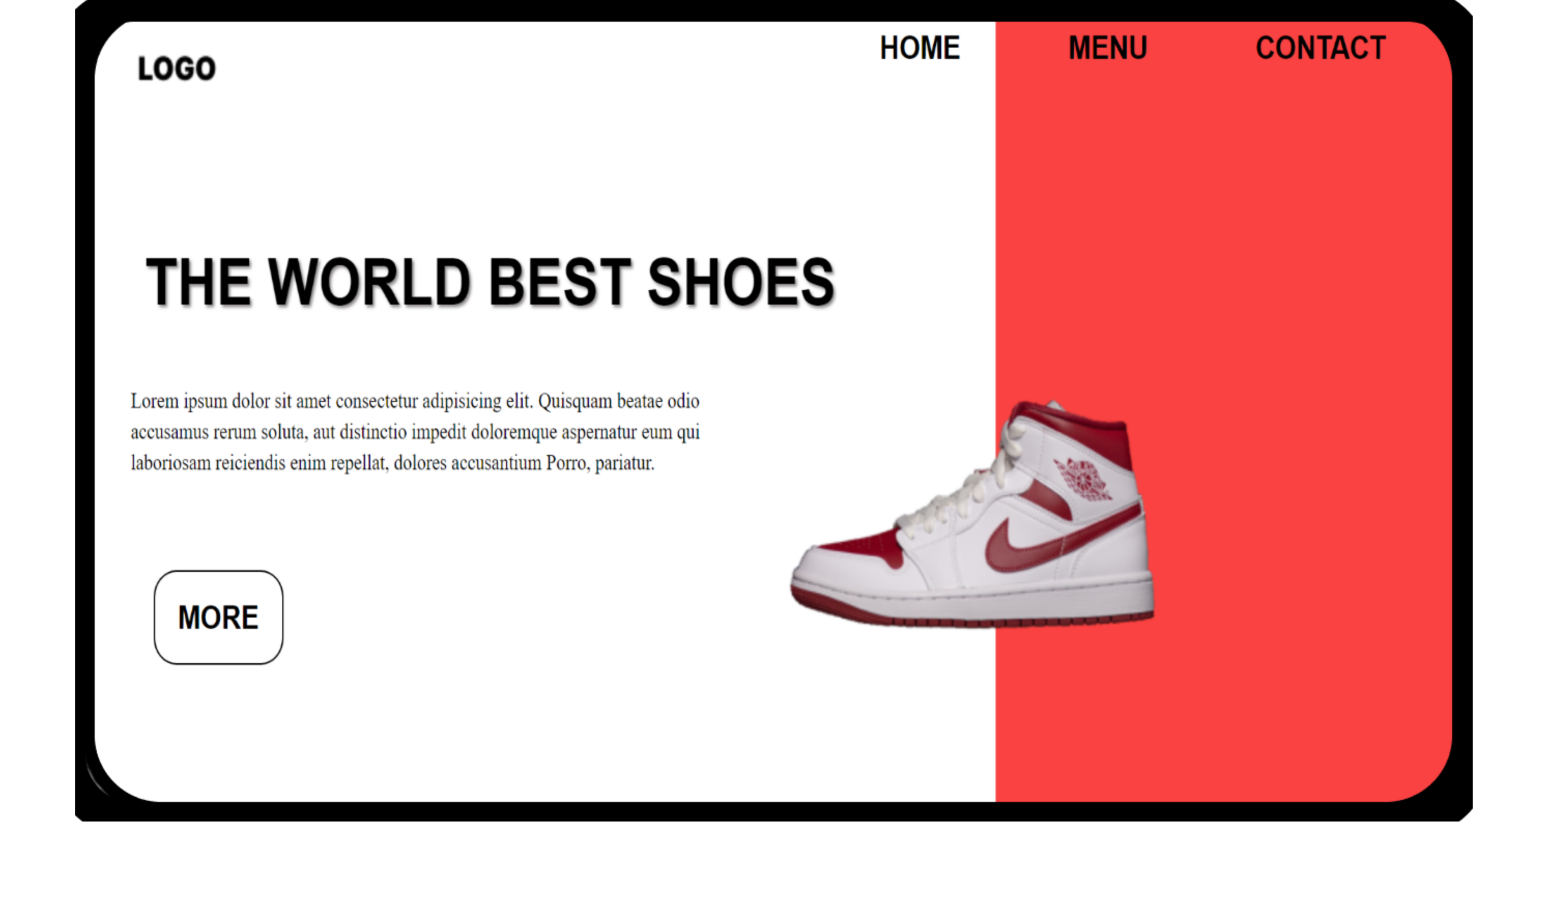 LOGO
HOME
MENU
CONTACT
THE WORLD BEST SHOES
Lorem ipsum dolor sit amet consectetur adipisicing elit. Quisquam beatae odio
accusamus rerum soluta, aut distinctio impedit doloremque aspernatur eum qui
laboriosam reiciendis enim repellat, dolores accusantium Porro, pariatur.
MORE